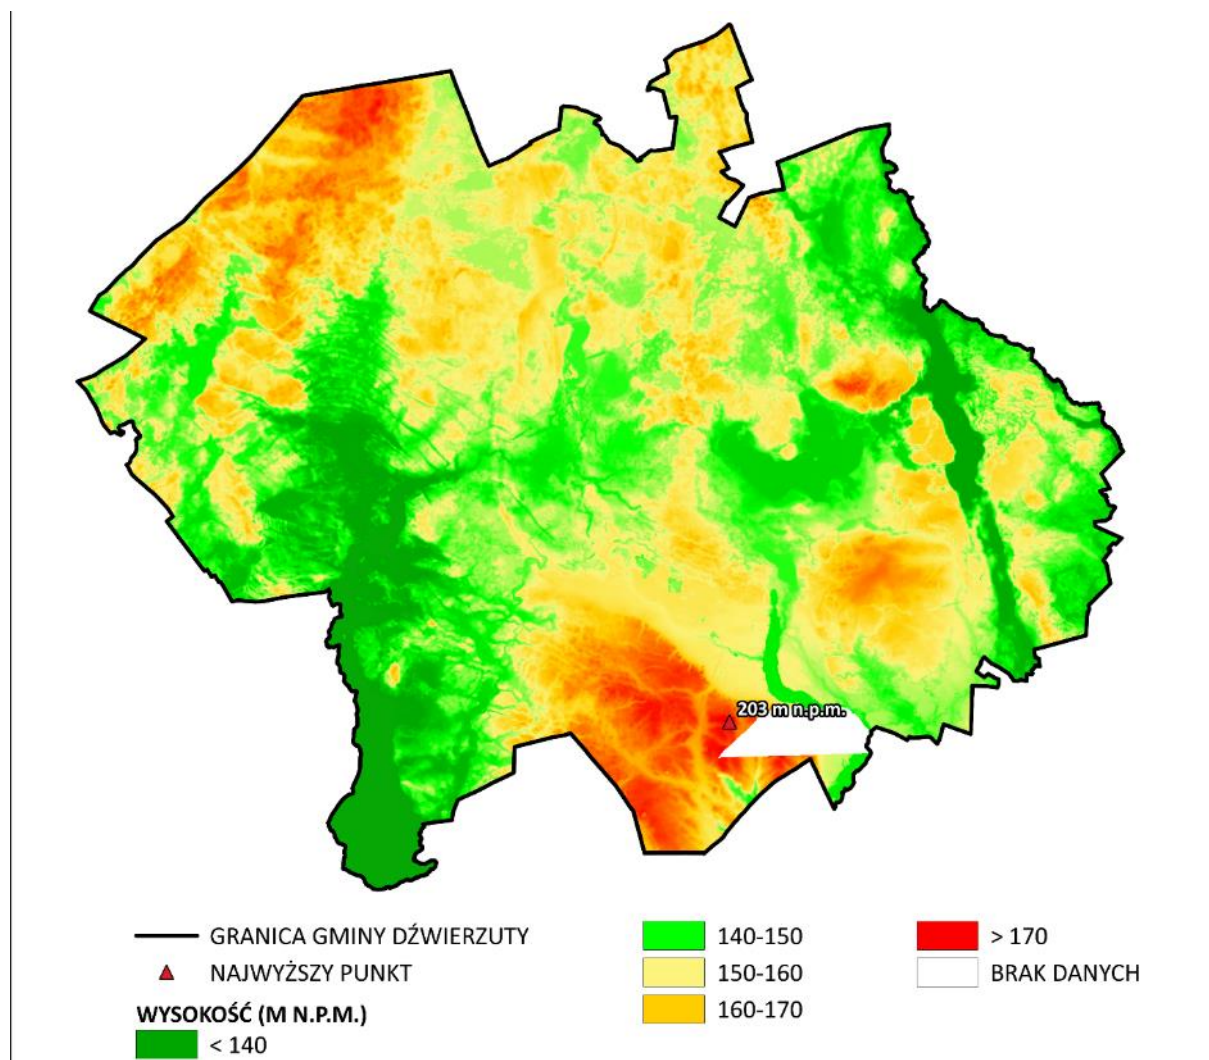 203 m n.p.m.
GRANICA GMINY DŹWIERZUTY
NAJWYŻSZY PUNKT
WYSOKOŚĆ (M N.P.M.)
< 140
140-150
150-160
160-170
> 170
BRAK DANYCH